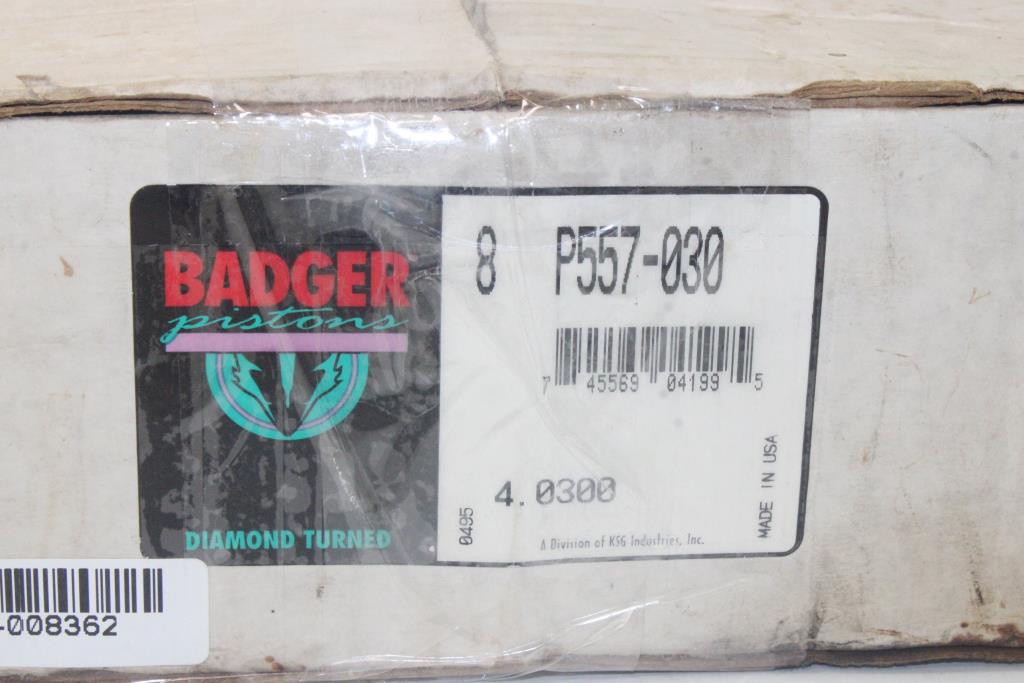 BADGER
pistons
DIAMOND TURNED
8 P557-030
7 45569 04199 5
4.0300
0495
A Division of KSG Industries, Inc.
MADE IN USA
-008362